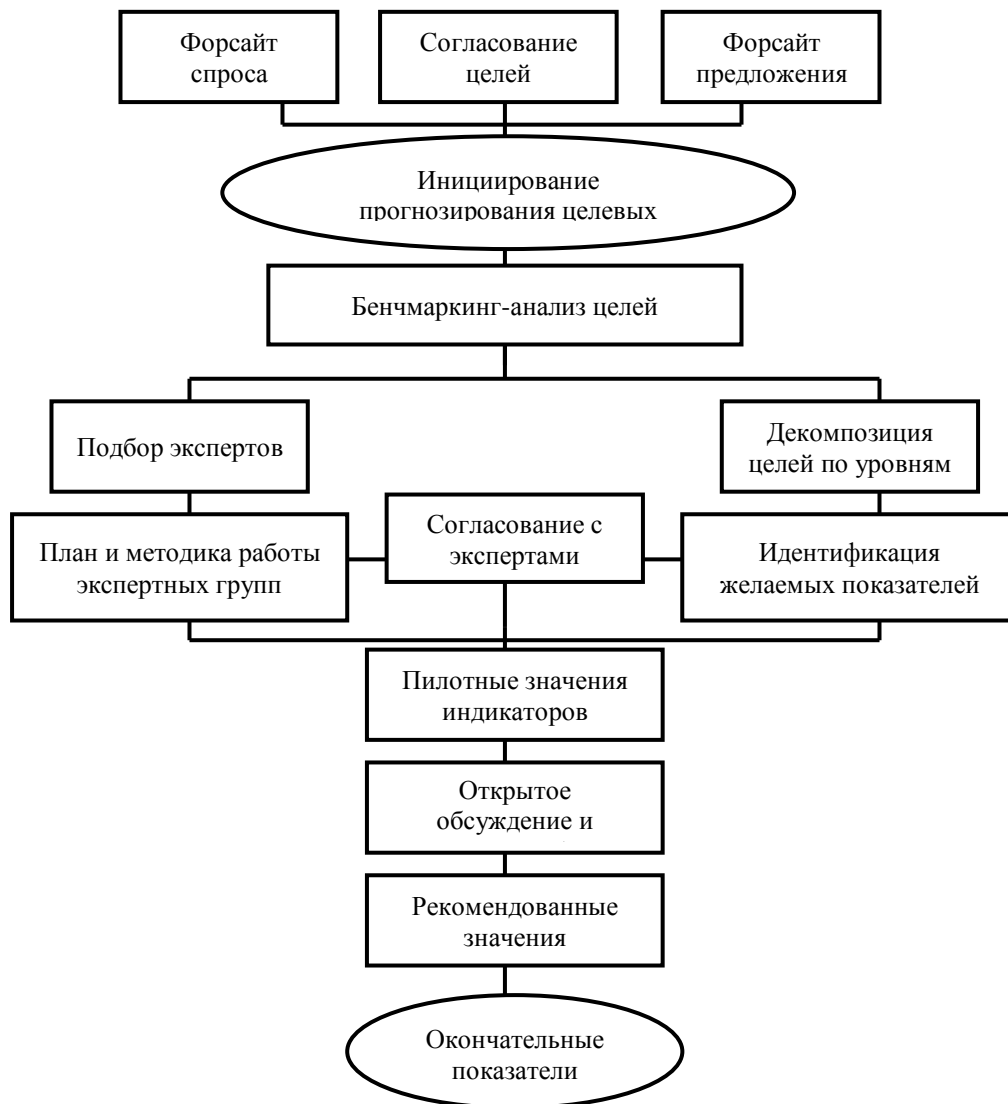 Форсайт
спроса
Согласование
целей
Форсайт
предложения
Инициирование
прогнозирования целевых
Бенчмаркинг-анализ целей
Подбор экспертов
Декомпозиция
целей по уровням
План и методика работы
экспертных групп
Согласование с
экспертами
Идентификация
желаемых показателей
Пилотные значения
индикаторов
Открытое
обсуждение и
Рекомендованные
значения
Окончательные
показатели